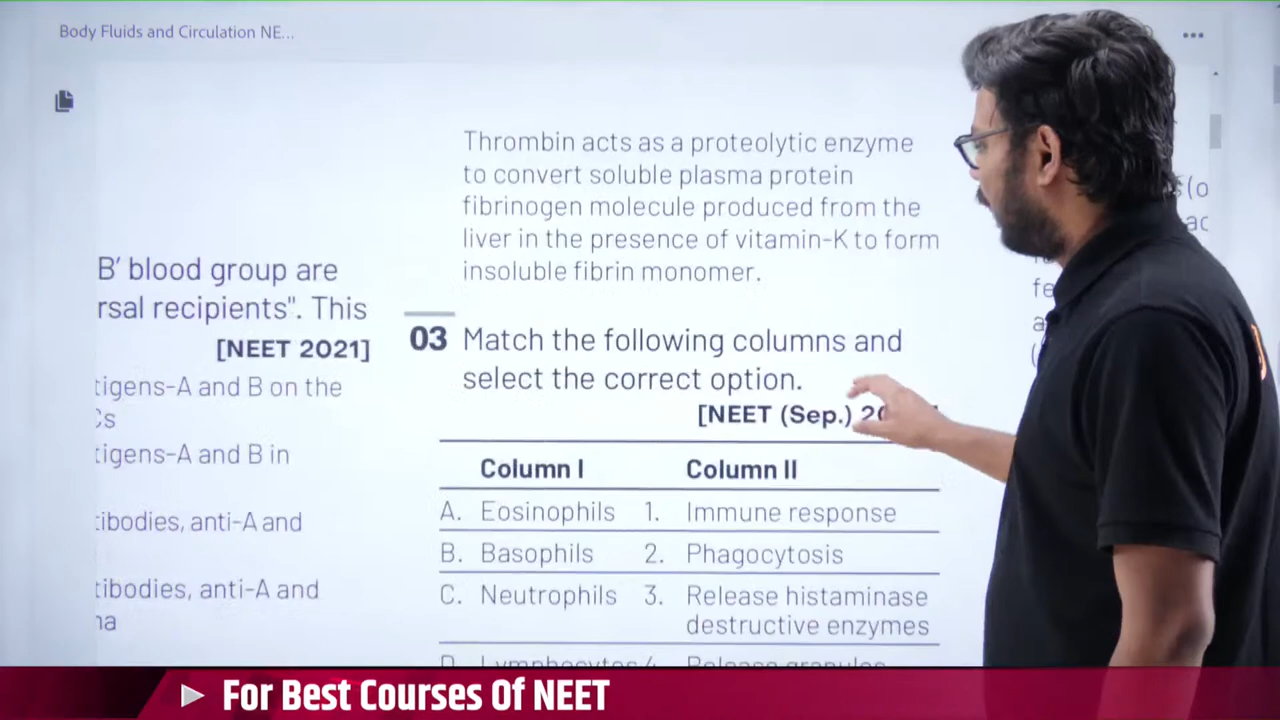 Body Fluids and Circulation NE...
B' blood group are
rsal recipients". This
[NEET 2021]
tigens-A and B on the
tigens-A and B in
tibodies, anti-A and
tibodies, anti-A and
Thrombin acts as a proteolytic enzyme
to convert soluble plasma protein
fibrinogen molecule produced from the
liver in the presence of vitamin-K to form
insoluble fibrin monomer.
03 Match the following columns and
select the correct option.
[NEET (Sep.)
Column I Column II
A. Eosinophils 1. Immune response
B. Basophils 2. Phagocytosis
C. Neutrophils 3. Release histaminase
destructive enzymes
D. Lymphocytes 4. Release granules
For Best Courses Of NEET